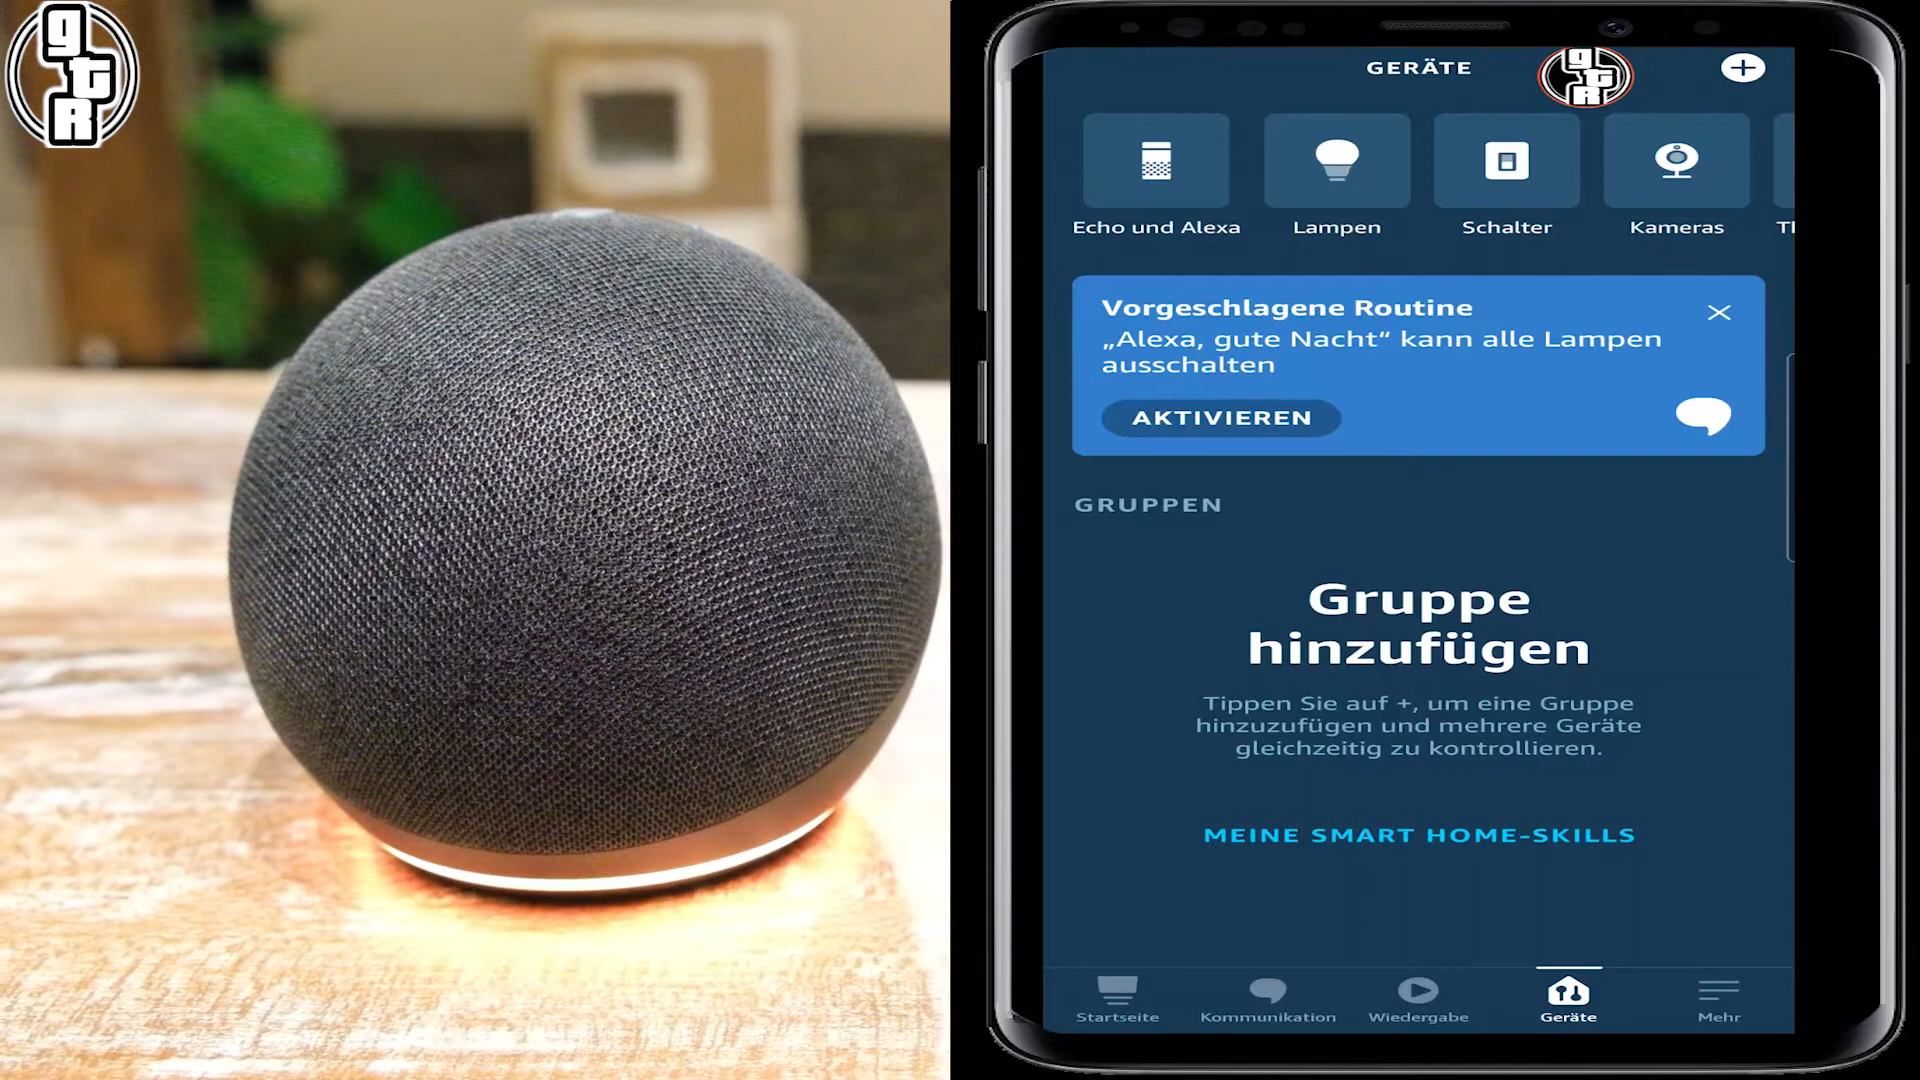 gtR
GERÄTE
gtR
Echo und Alexa
Lampen
Schalter
Kameras
Vorgeschlagene Routine
„Alexa, gute Nacht“ kann alle Lampen
ausschalten
AKTIVIEREN
GRUPPEN
Gruppe
hinzufügen
Tippen Sie auf +, um eine Gruppe
hinzuzufügen und mehrere Geräte
gleichzeitig zu kontrollieren.
MEINE SMART HOME-SKILLS
Startseite
Kommunikation
Wiedergabe
Geräte
Mehr